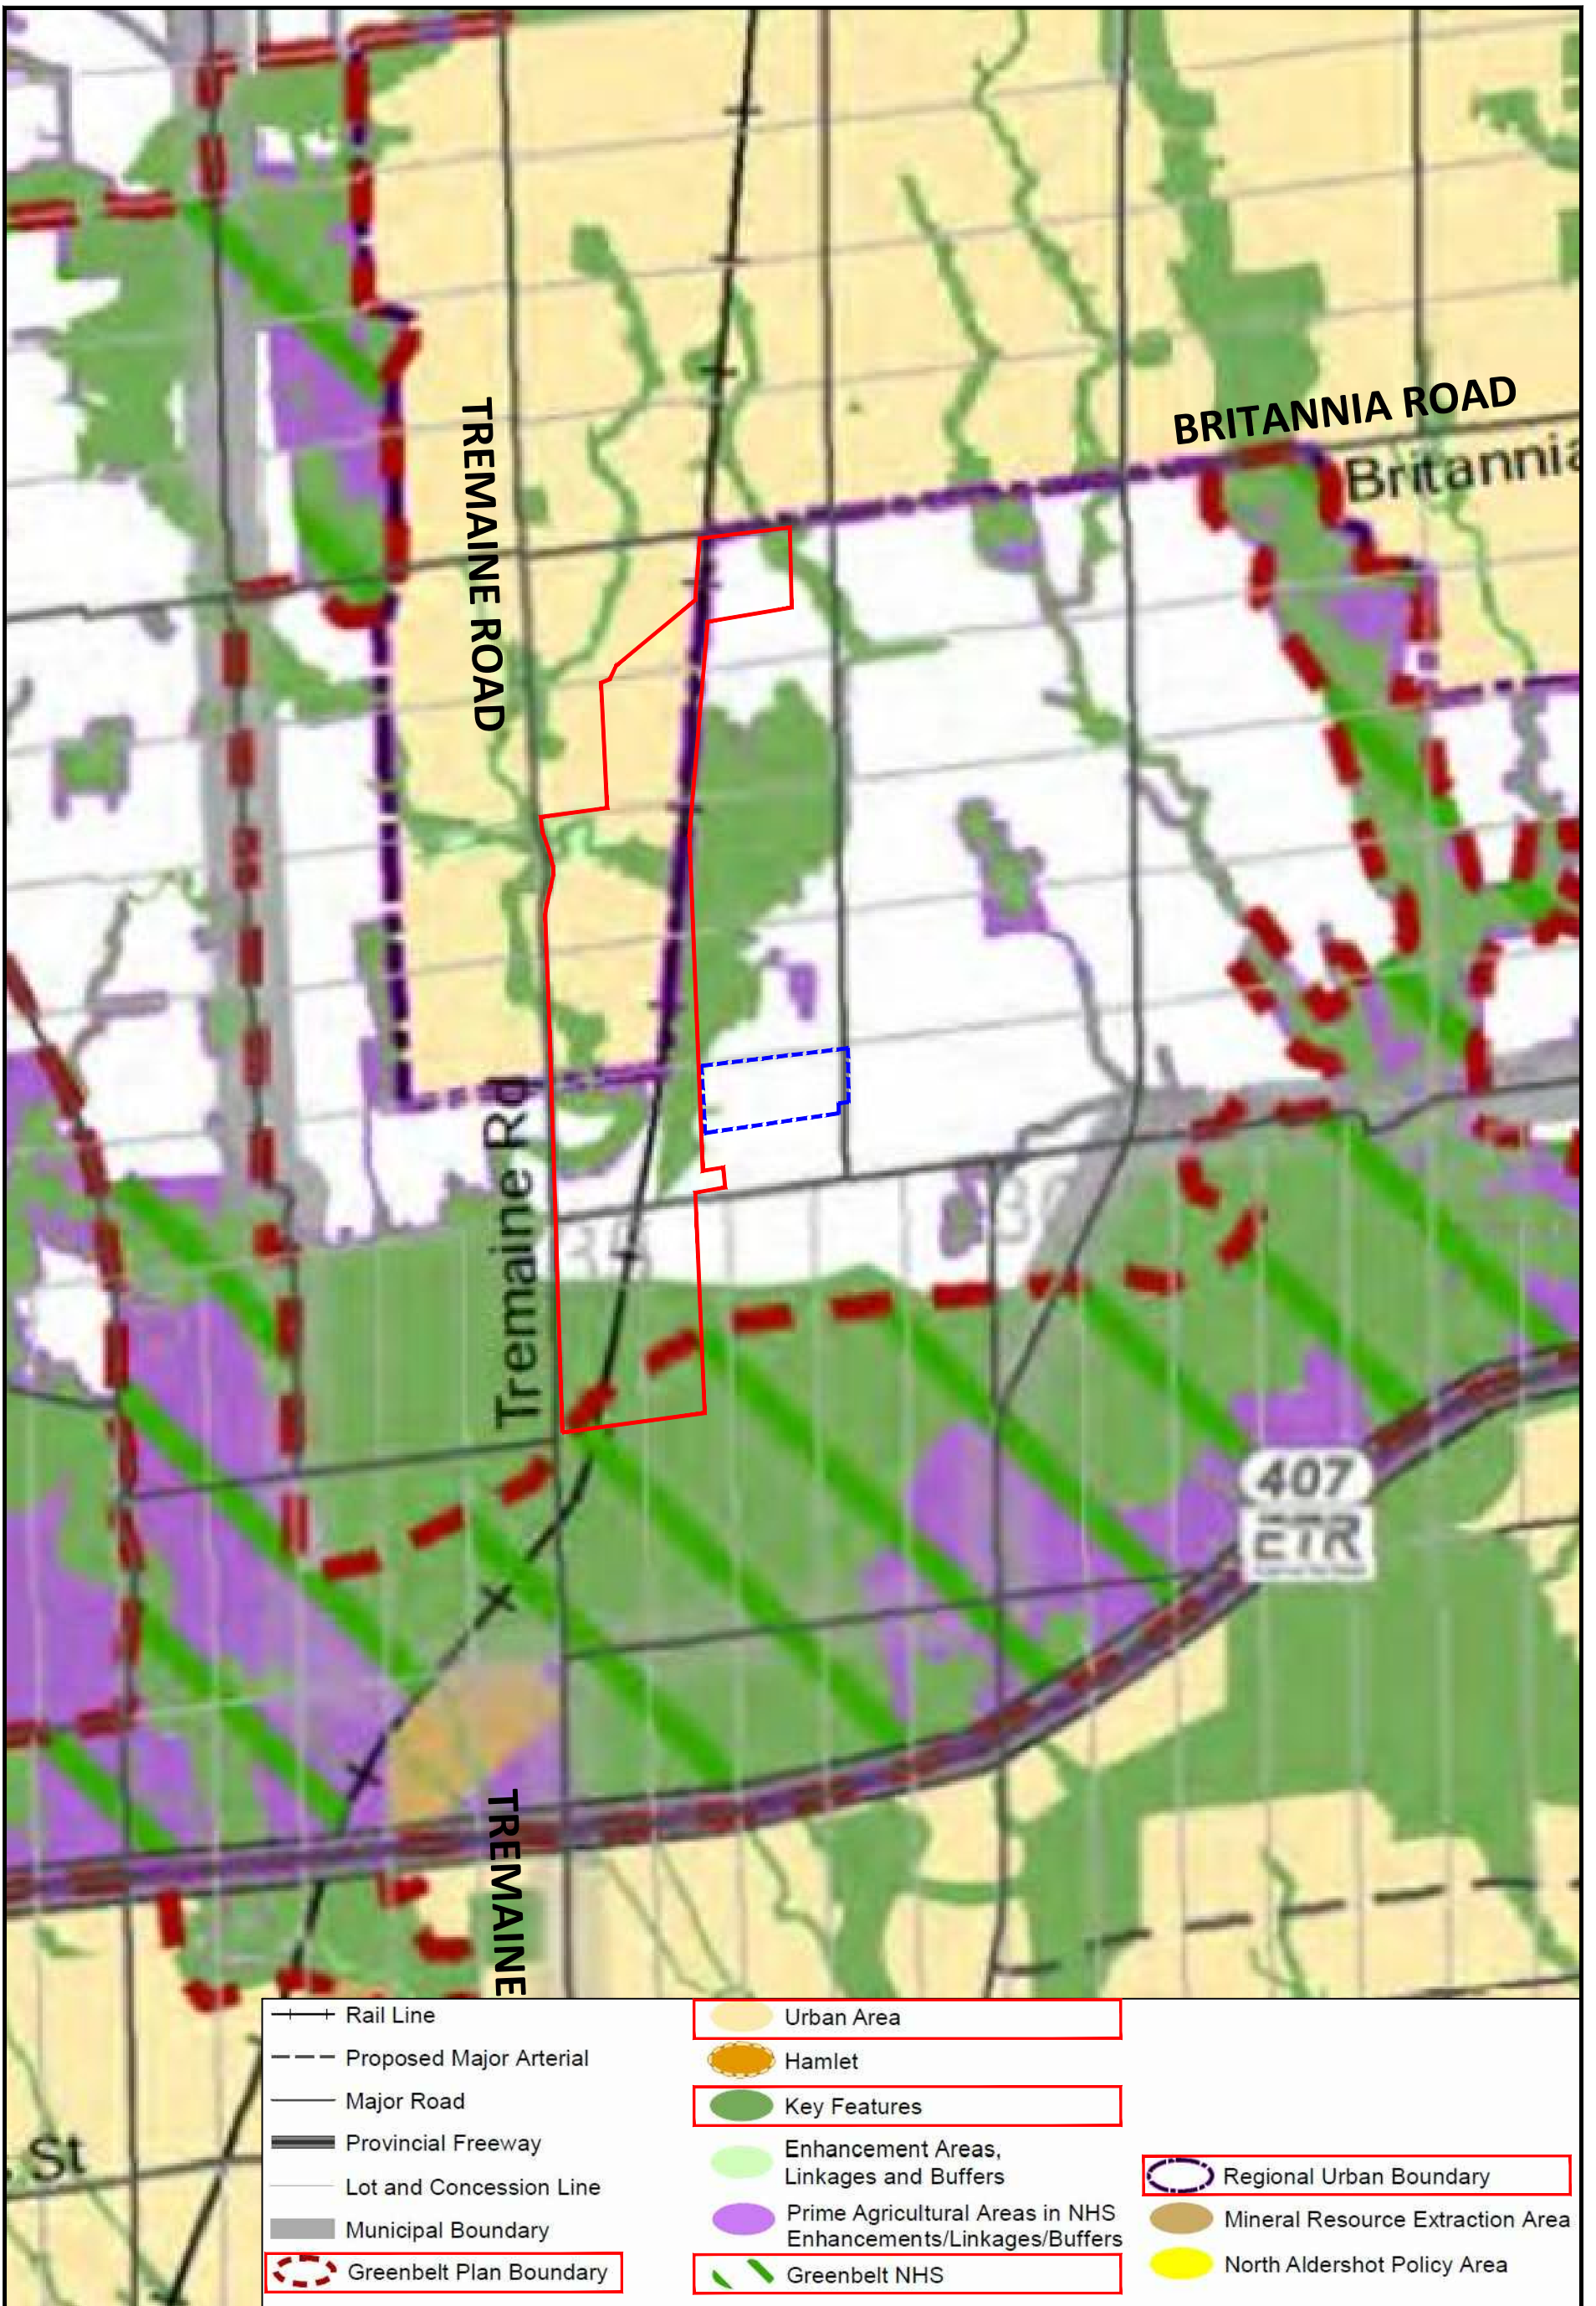 BRITANNIA ROAD
Britannia
TREMAINE ROAD
Tremaine Rd
407
ETR
TREMAINE
St
Rail Line
Proposed Major Arterial
Major Road
Provincial Freeway
Lot and Concession Line
Municipal Boundary
Greenbelt Plan Boundary
Urban Area
Hamlet
Key Features
Enhancement Areas,
Linkages and Buffers
Prime Agricultural Areas in NHS
Enhancements/Linkages/Buffers
Greenbelt NHS
Regional Urban Boundary
Mineral Resource Extraction Area
North Aldershot Policy Area